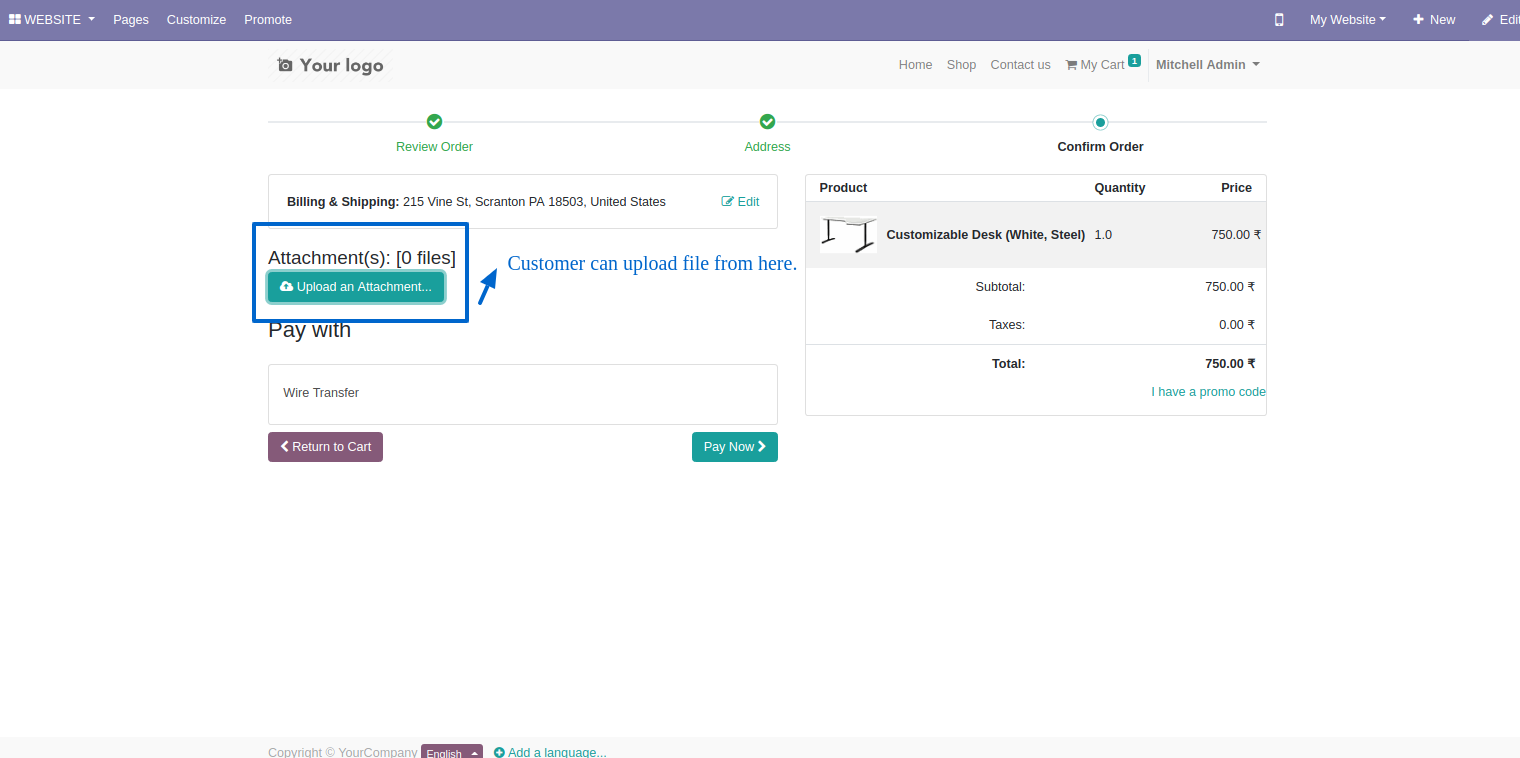 WEBSITE Pages Customize Promote My Website New Edit
Your logo Home Shop Contact us My Cart 1 Mitchell Admin
Review Order Address Confirm Order
Billing & Shipping: 215 Vine St, Scranton PA 18503, United States Edit
Attachment(s): [0 files]
Upload an Attachment...
Customer can upload file from here.
Pay with
Wire Transfer
Return to Cart Pay Now
Product Quantity Price
Customizable Desk (White, Steel) 1.0 750.00 ₹
Subtotal: 750.00 ₹
Taxes: 0.00 ₹
Total: 750.00 ₹
I have a promo code
Copyright © YourCompany English Add a language...